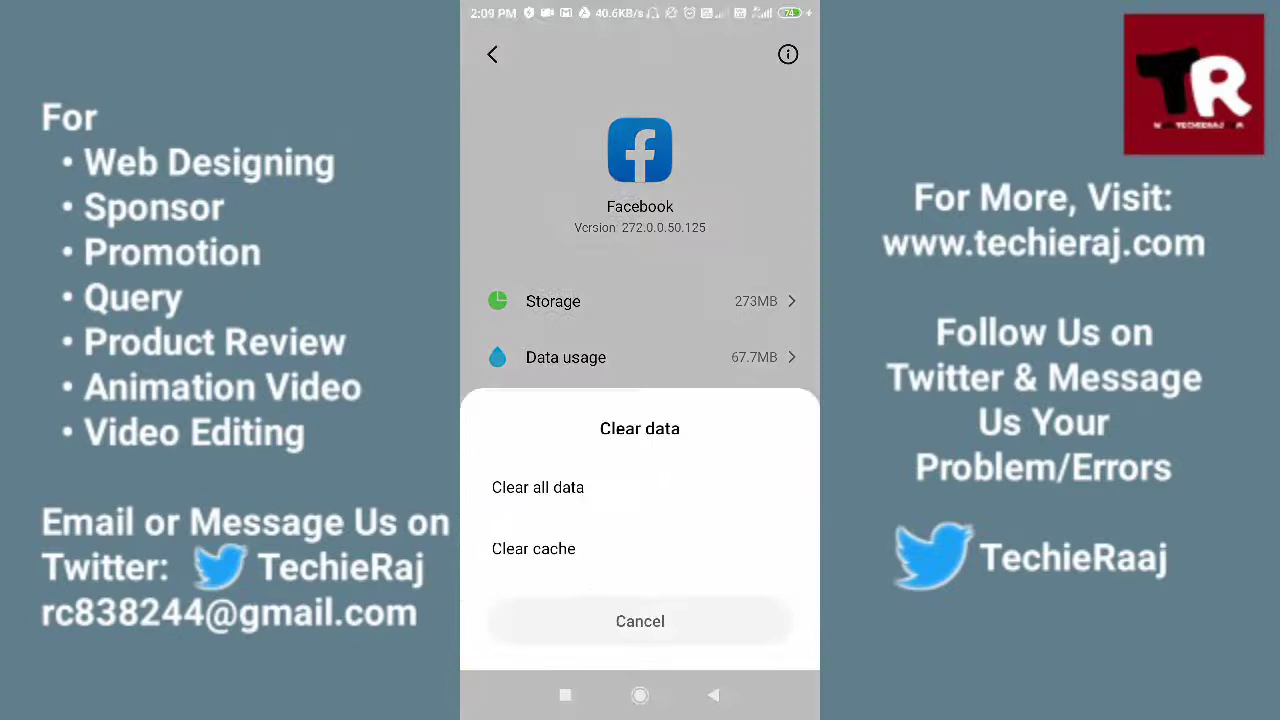 For
• Web Designing
• Sponsor
• Promotion
• Query
• Product Review
• Animation Video
• Video Editing
Email or Message Us on
Twitter: TechieRaj
rc838244@gmail.com
2:09 PM 40.6KB/s 74
Facebook
Version: 272.0.0.50.125
Storage 273MB
Data usage 67.7MB
Clear data
Clear all data
Clear cache
Cancel
TR
For More, Visit:
www.techieraj.com
Follow Us on
Twitter & Message
Us Your
Problem/Errors
TechieRaaj